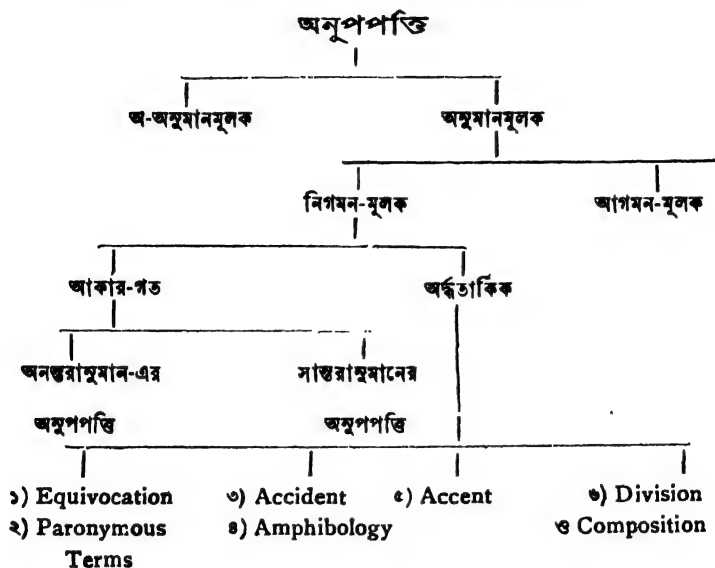 অনুপপত্তি
অ-অনুমানমূলক অনুমানমূলক
নিগমন-মূলক আগমন-মূলক
আকার-গত অর্দ্ধতার্কিক
অনন্তরানুমান-এর সান্তরানুমানের
অনুপপত্তি অনুপপত্তি
১) Equivocation ৩) Accident ৫) Accent ৬) Division
২) Paronymous ৪) Amphibology ও Composition
Terms